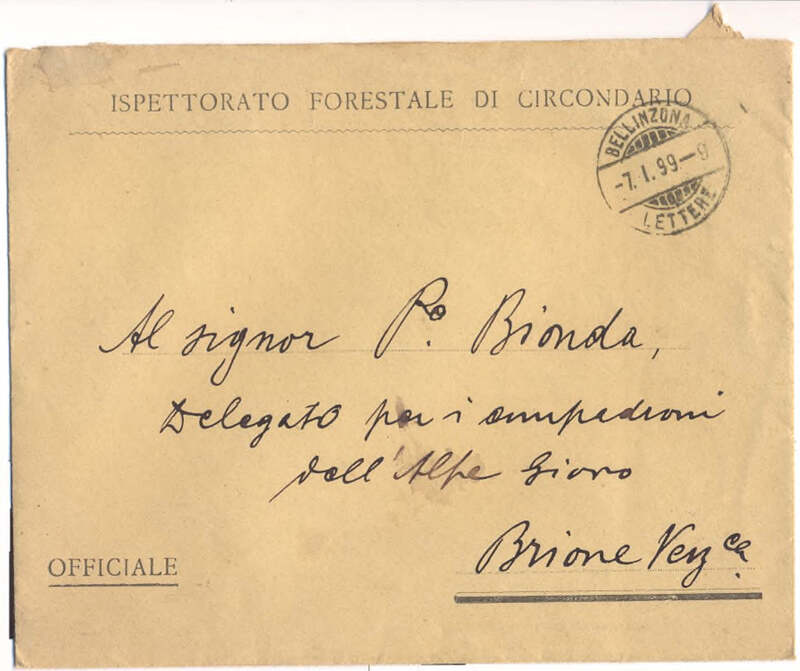 ISPETTORATO FORESTALE DI CIRCONDARIO
BELLINZONA
-7.I.99-9
LETTERE
Al signor P.o Bionda,
Delegato per i compadroni
dell'Alpe Giovo
Brione Verz.ca
OFFICIALE